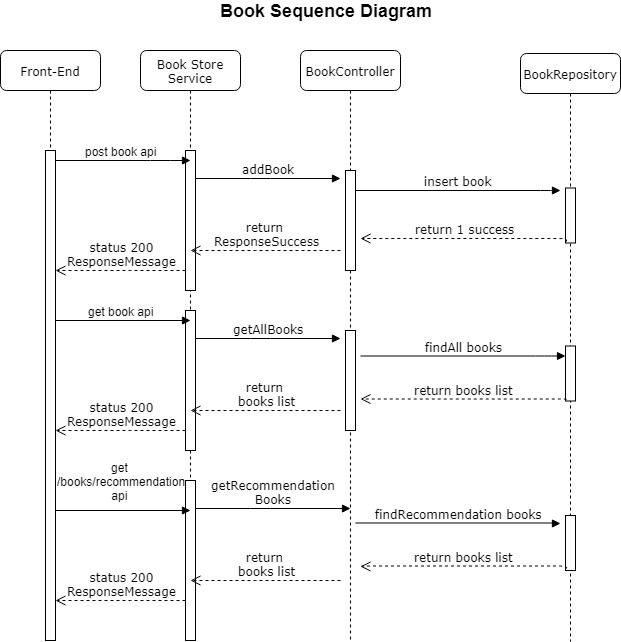 Book Sequence Diagram
Front-End
Book Store
Service
BookController
BookRepository
post book api
addBook
insert book
return 1 success
return
ResponseSuccess
status 200
ResponseMessage
get book api
getAllBooks
findAll books
return books list
return
books list
status 200
ResponseMessage
get
/books/recommendation
api
getRecommendation
Books
findRecommendation books
return books list
return
books list
status 200
ResponseMessage